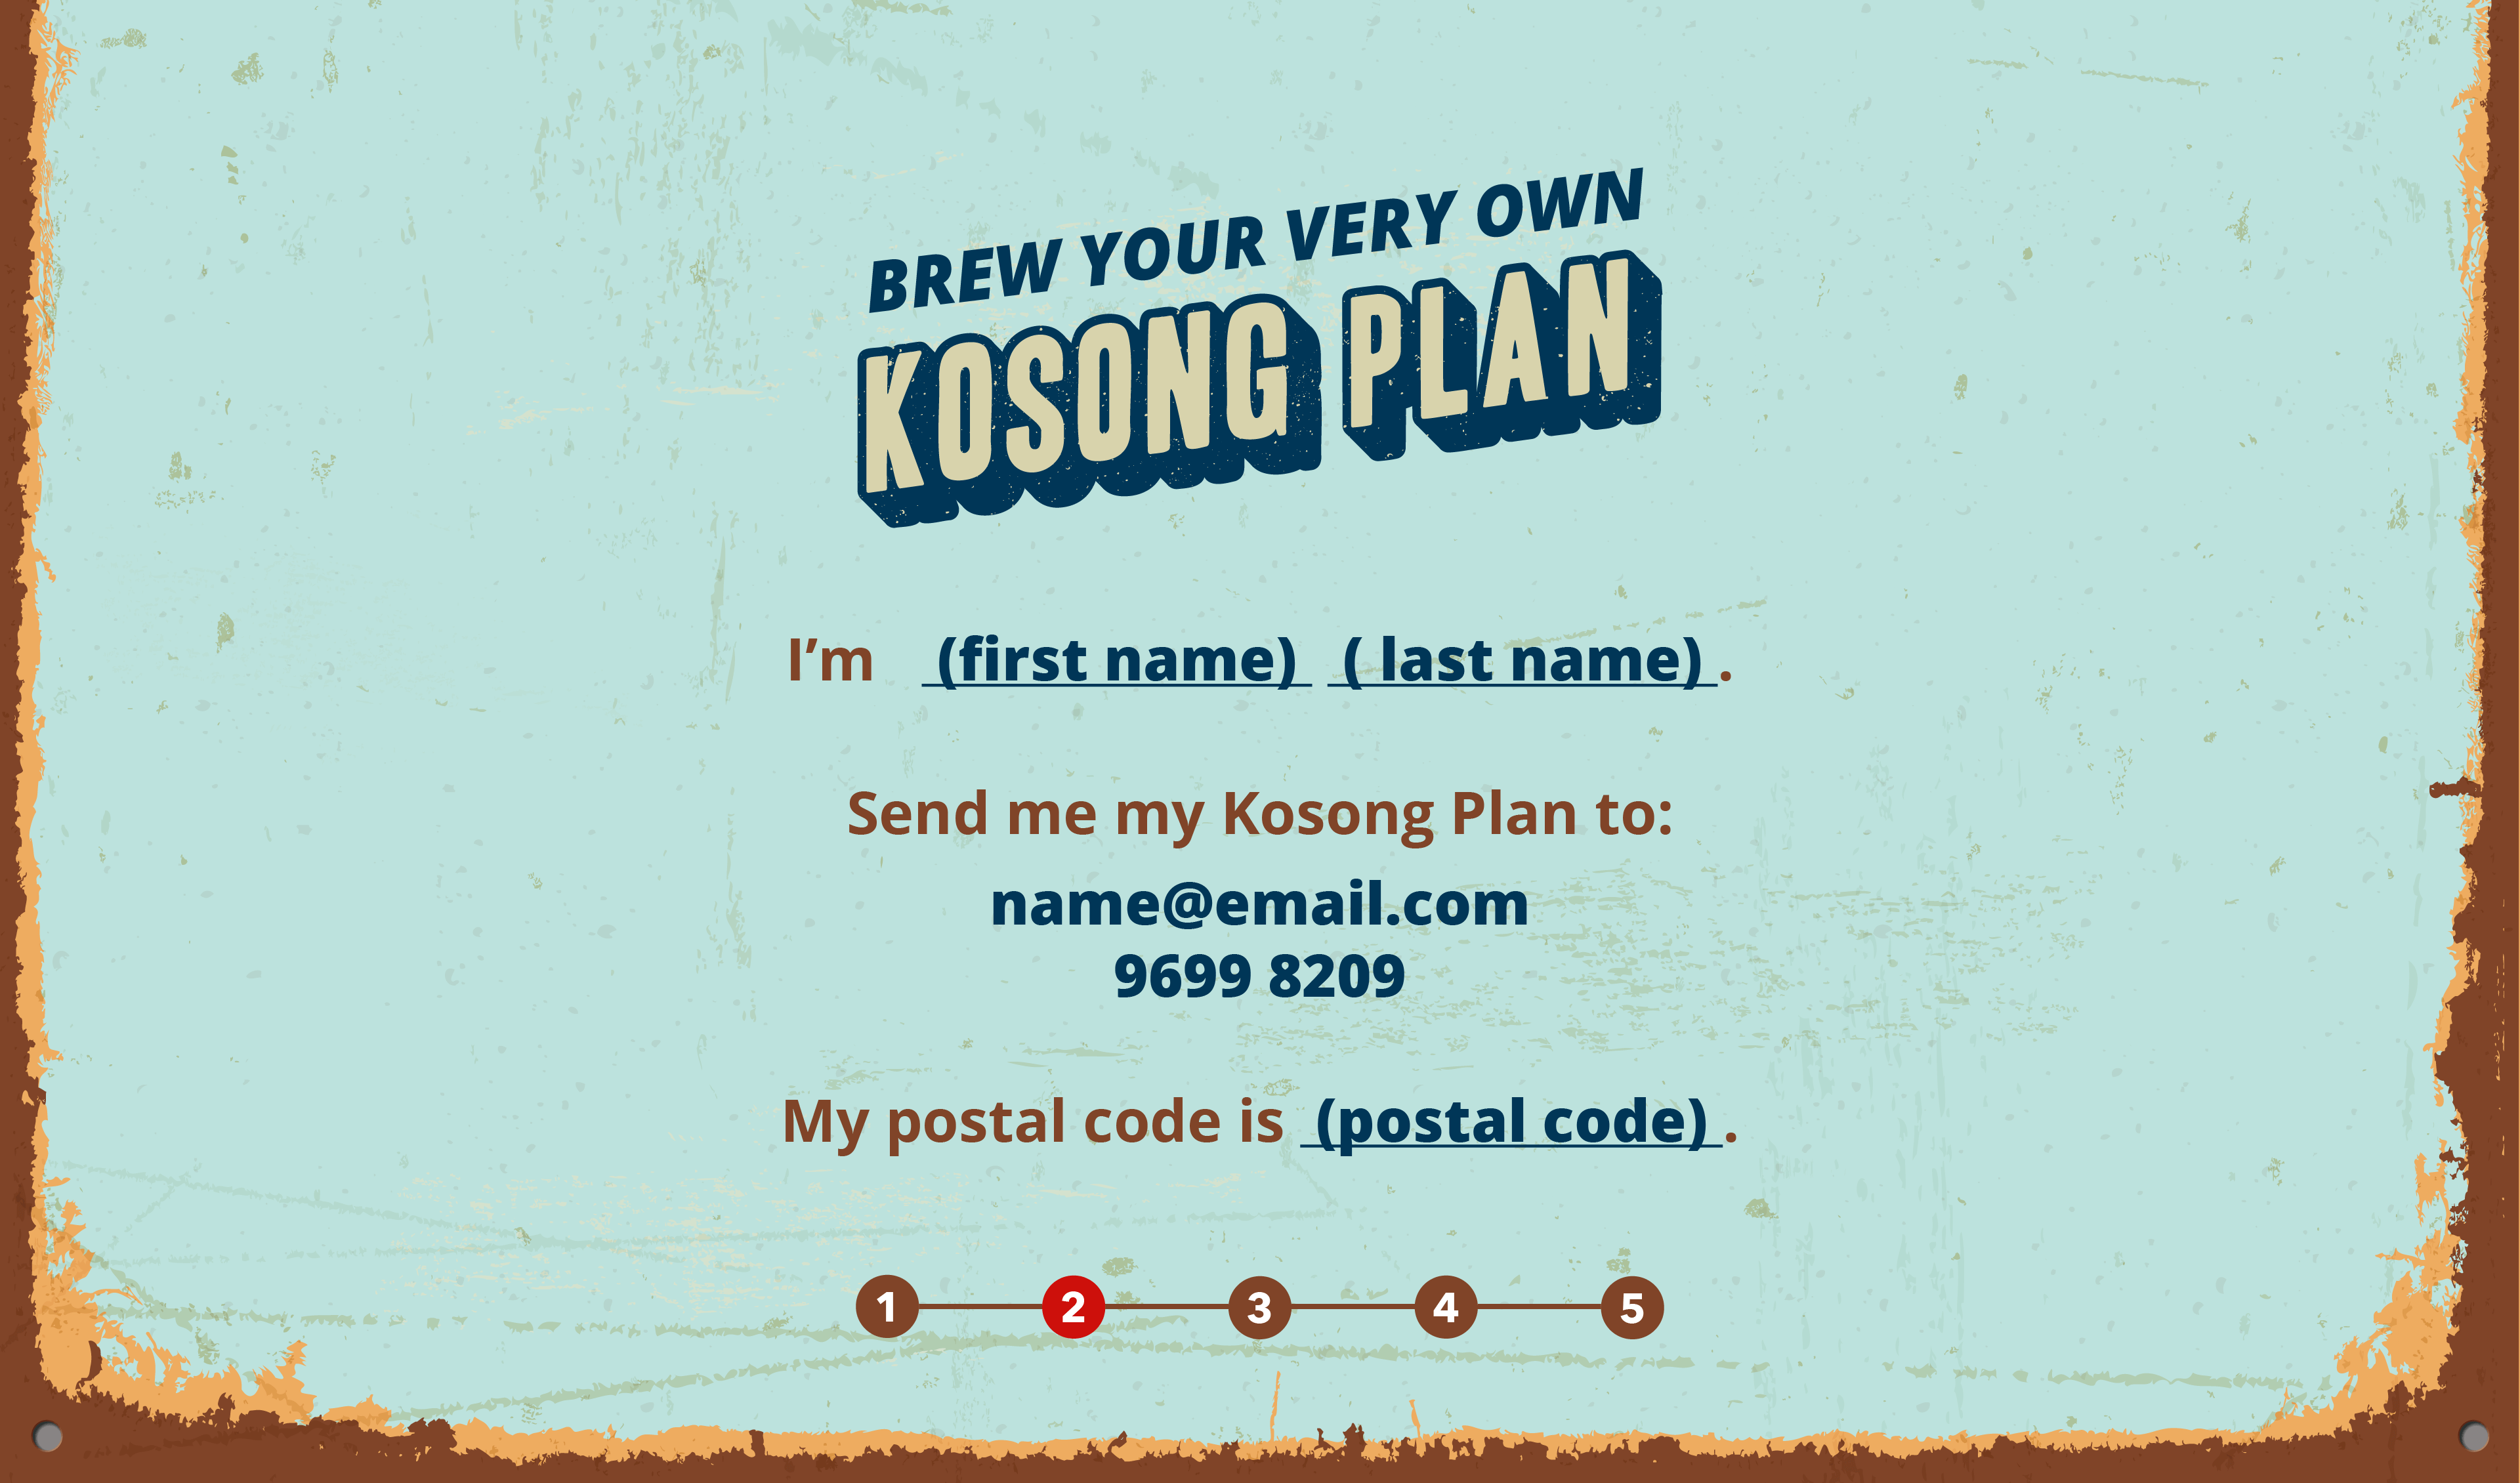 BREW YOUR VERY OWN
KOSONG PLAN
I’m (first name) ( last name) .
Send me my Kosong Plan to:
name@email.com
9699 8209
My postal code is (postal code) .
1 2 3 4 5